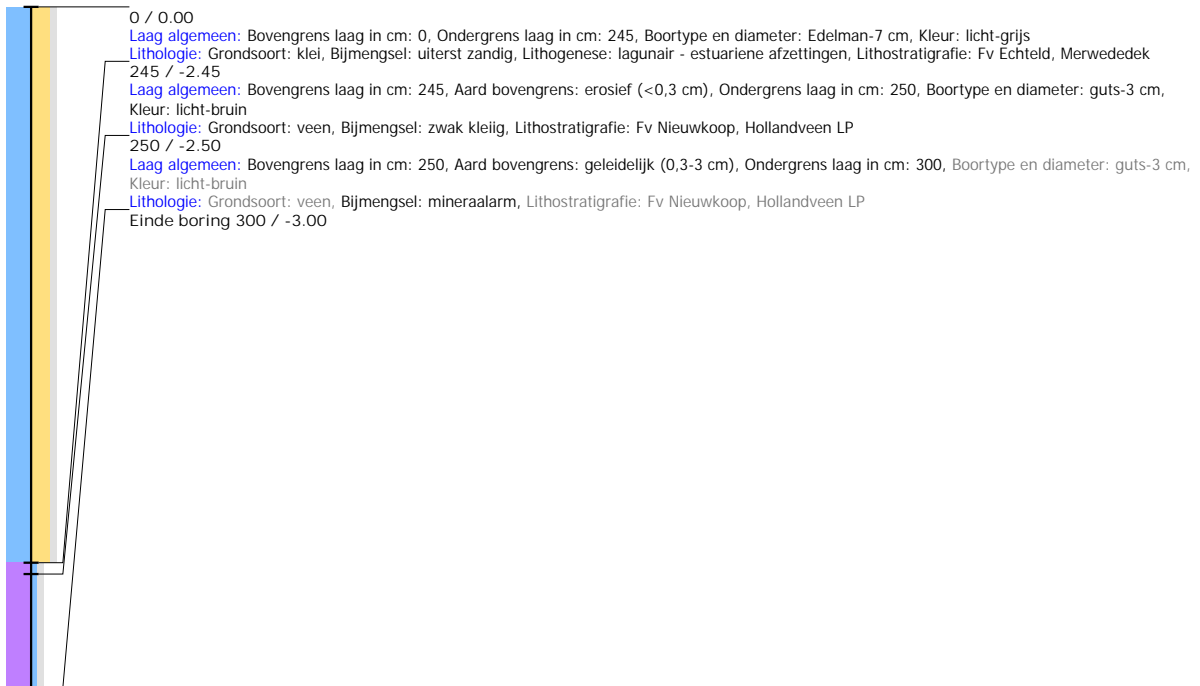 0 / 0.00
Laag algemeen: Bovengrens laag in cm: 0, Ondergrens laag in cm: 245, Boortype en diameter: Edelman-7 cm, Kleur: licht-grijs
Lithologie: Grondsoort: klei, Bijmengsel: uiterst zandig, Lithogenese: lagunair - estuariene afzettingen, Lithostratigrafie: Fv Echteld, Merwededek
245 / -2.45
Laag algemeen: Bovengrens laag in cm: 245, Aard bovengrens: erosief (<0,3 cm), Ondergrens laag in cm: 250, Boortype en diameter: guts-3 cm,
Kleur: licht-bruin
Lithologie: Grondsoort: veen, Bijmengsel: zwak kleiig, Lithostratigrafie: Fv Nieuwkoop, Hollandveen LP
250 / -2.50
Laag algemeen: Bovengrens laag in cm: 250, Aard bovengrens: geleidelijk (0,3-3 cm), Ondergrens laag in cm: 300, Boortype en diameter: guts-3 cm,
Kleur: licht-bruin
Lithologie: Grondsoort: veen, Bijmengsel: mineraalarm, Lithostratigrafie: Fv Nieuwkoop, Hollandveen LP
Einde boring 300 / -3.00